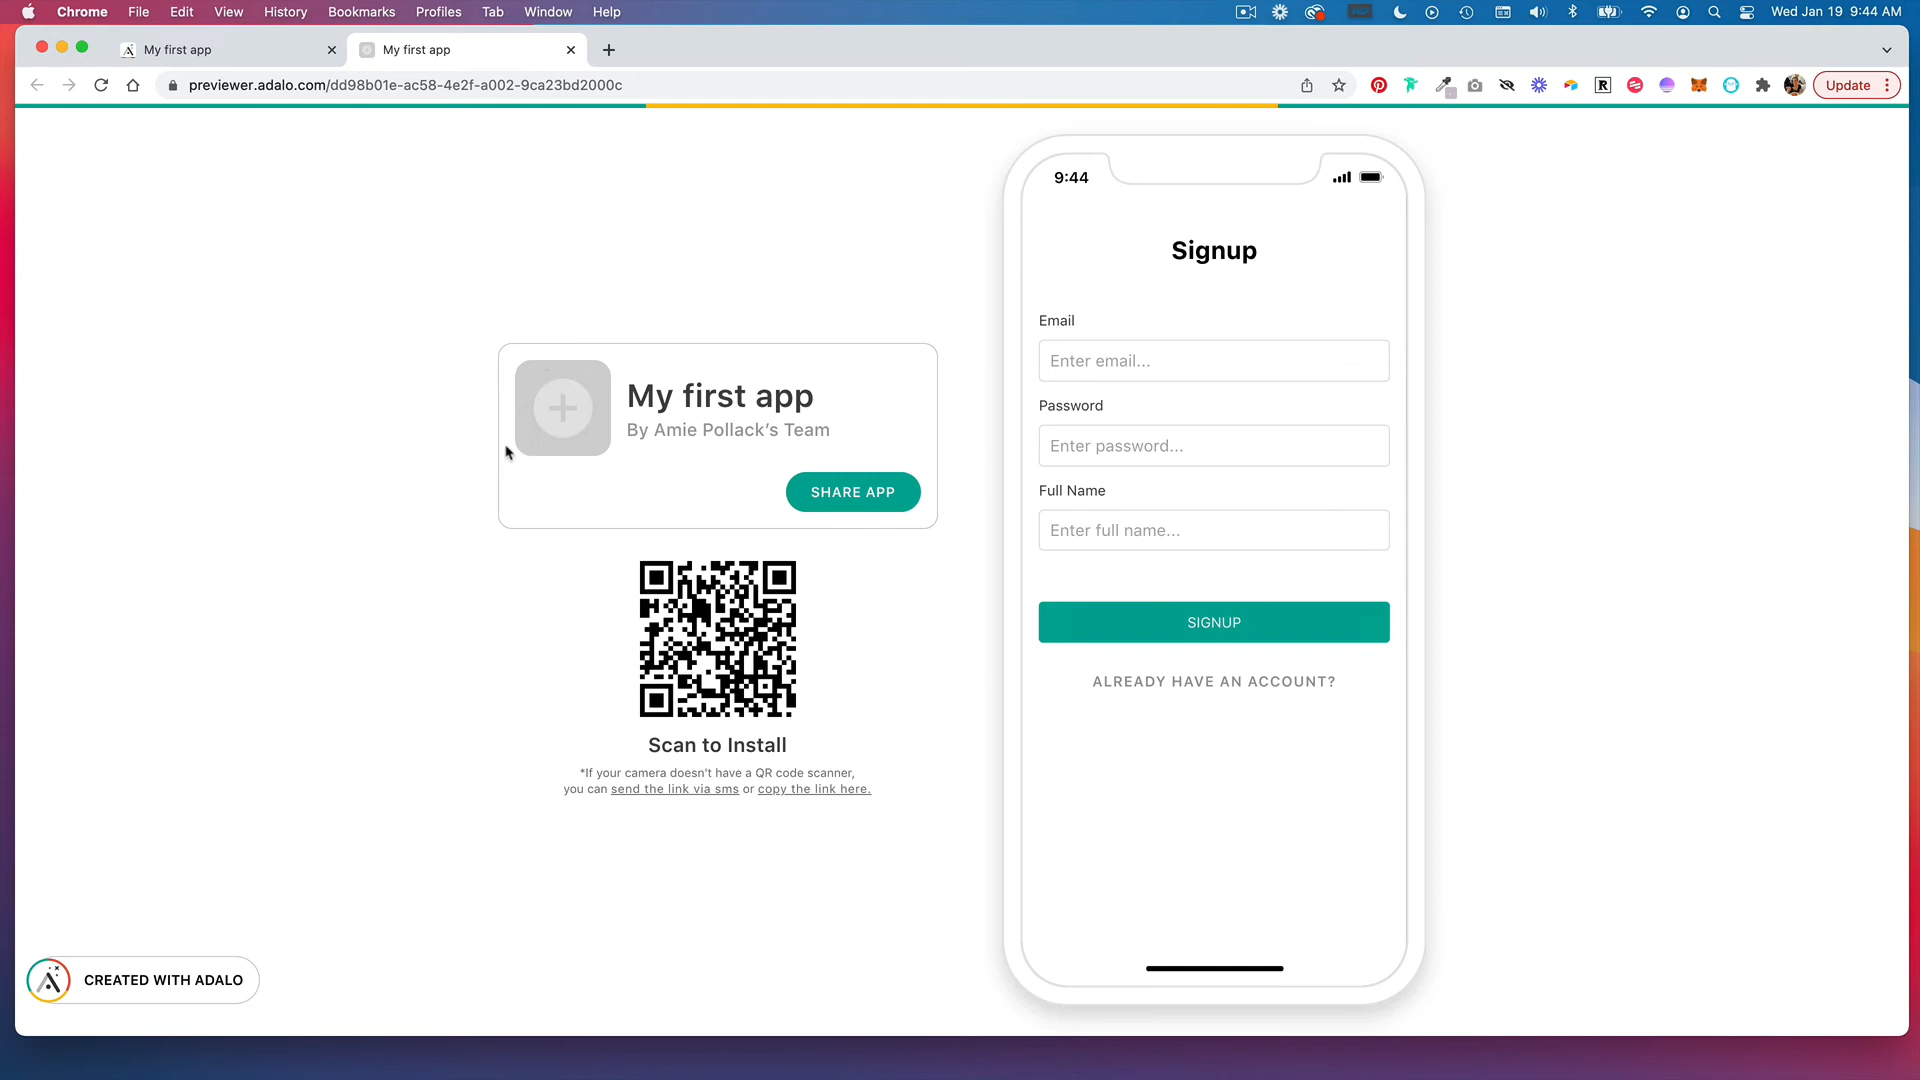 Chrome File Edit View History Bookmarks Profiles Tab Window Help Wed Jan 19 9:44 AM
My first app My first app
previewer.adalo.com/dd98b01e-ac58-4e2f-a002-9ca23bd2000c Update
9:44
Signup
Email
Enter email...
Password
Enter password...
Full Name
Enter full name...
SIGNUP
ALREADY HAVE AN ACCOUNT?
My first app
By Amie Pollack’s Team
SHARE APP
Scan to Install
*If your camera doesn't have a QR code scanner,
you can send the link via sms or copy the link here.
CREATED WITH ADALO